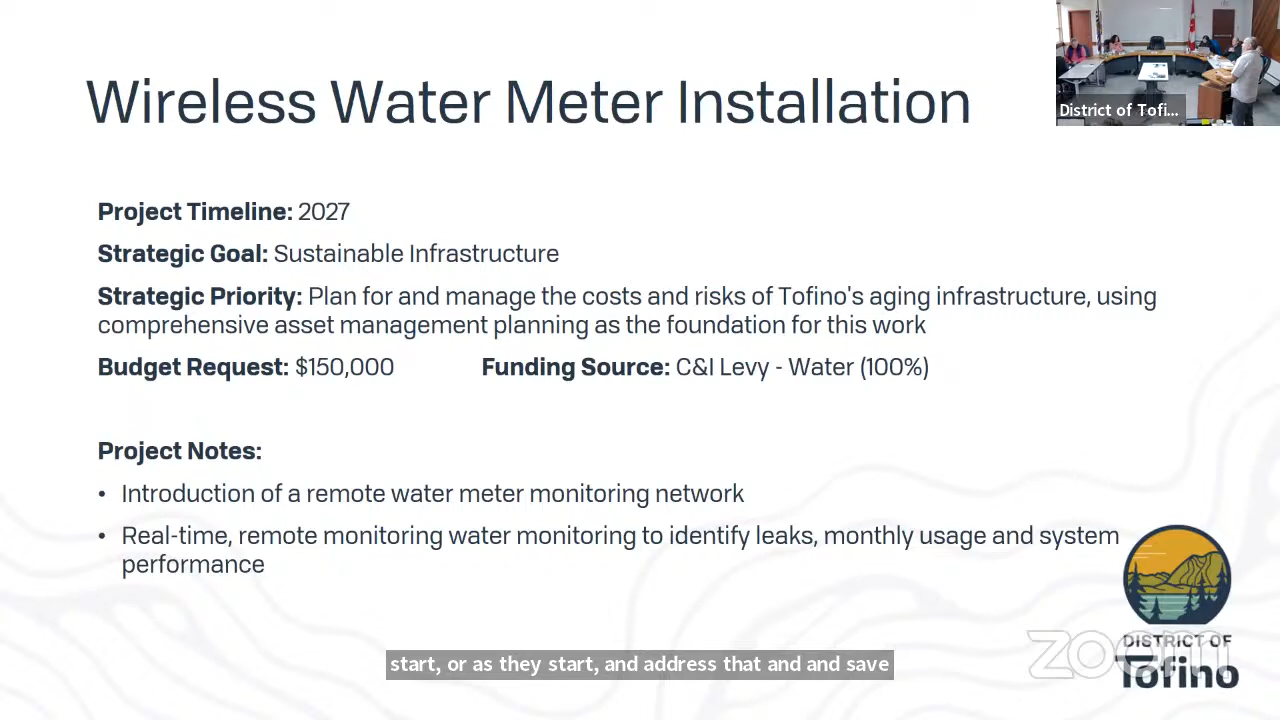 Wireless Water Meter Installation
District of Tofi...
Project Timeline: 2027
Strategic Goal: Sustainable Infrastructure
Strategic Priority: Plan for and manage the costs and risks of Tofino's aging infrastructure, using
comprehensive asset management planning as the foundation for this work
Budget Request: $150,000 Funding Source: C&I Levy - Water (100%)
Project Notes:
• Introduction of a remote water meter monitoring network
• Real-time, remote monitoring water monitoring to identify leaks, monthly usage and system
performance
DISTRICT OF
Tofino
zoom
start, or as they start, and address that and and save